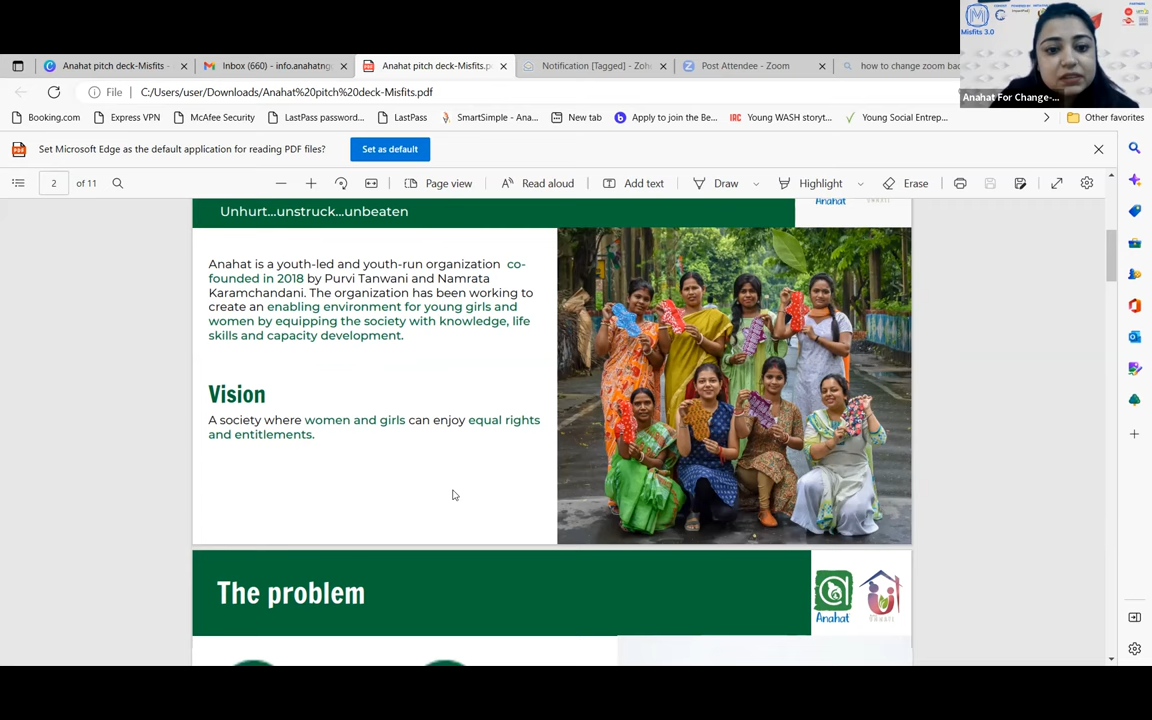 Misfits 3.0
Anahat For Change-...
Anahat pitch deck-Misfits -
Inbox (660) - info.anahatng
Anahat pitch deck-Misfits.p
Notification [Tagged] - Zoh
Post Attendee - Zoom
how to change zoom bac
File
C:/Users/user/Downloads/Anahat%20pitch%20deck-Misfits.pdf
Booking.com
Express VPN
McAfee Security
LastPass password...
LastPass
SmartSimple - Ana...
New tab
Apply to join the Be...
IRC Young WASH storyt...
Young Social Entrep...
Other favorites
Set Microsoft Edge as the default application for reading PDF files?
Set as default
2 of 11
Page view
Read aloud
Add text
Draw
Highlight
Erase
Unhurt...unstruck...unbeaten
Anahat
Anahat is a youth-led and youth-run organization co-
founded in 2018 by Purvi Tanwani and Namrata
Karamchandani. The organization has been working to
create an enabling environment for young girls and
women by equipping the society with knowledge, life
skills and capacity development.
Vision
A society where women and girls can enjoy equal rights
and entitlements.
The problem
Anahat